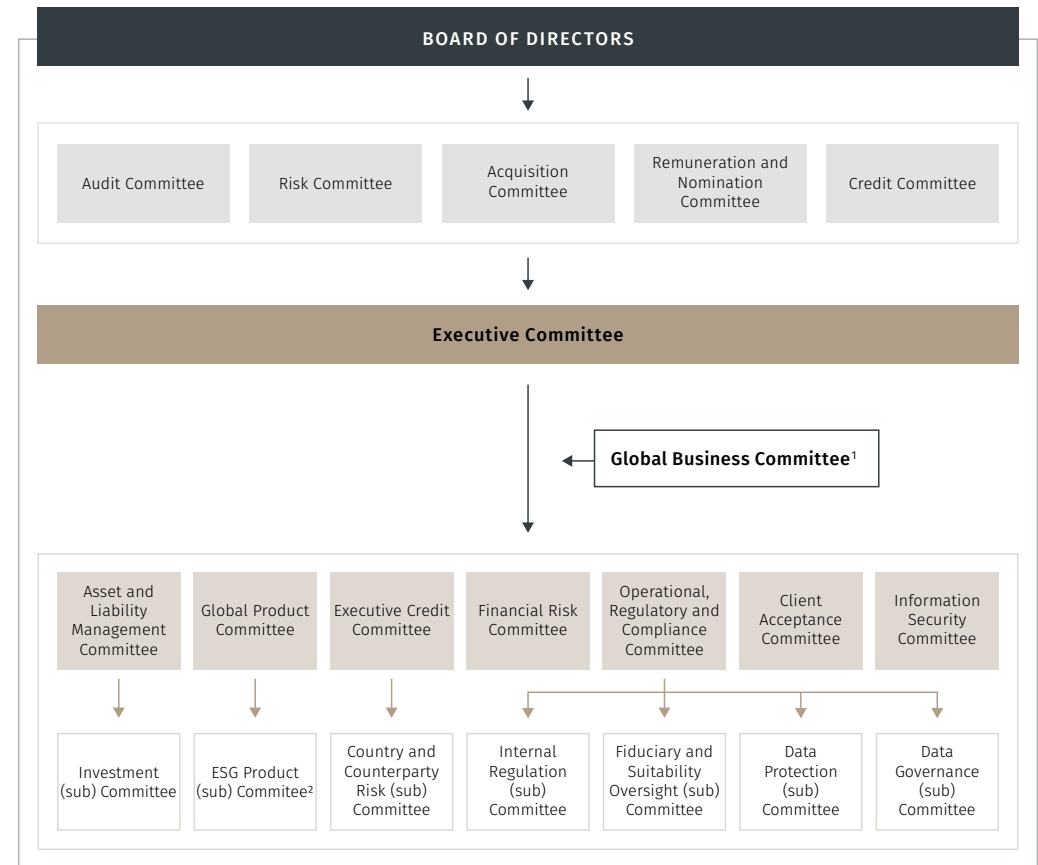 BOARD OF DIRECTORS
Audit Committee
Risk Committee
Acquisition
Committee
Remuneration and
Nomination
Committee
Credit Committee
Executive Committee
Global Business Committee¹
Asset and
Liability
Management
Committee
Global Product
Committee
Executive Credit
Committee
Financial Risk
Committee
Operational,
Regulatory and
Compliance
Committee
Client
Acceptance
Committee
Information
Security
Committee
Investment
(sub) Committee
ESG Product
(sub) Commitee²
Country and
Counterparty
Risk (sub)
Committee
Internal
Regulation
(sub)
Committee
Fiduciary and
Suitability
Oversight (sub)
Committee
Data
Protection
(sub)
Committee
Data
Governance
(sub)
Committee